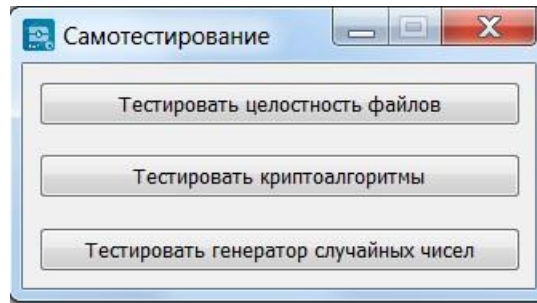 Самотестирование
Тестировать целостность файлов
Тестировать криптоалгоритмы
Тестировать генератор случайных чисел